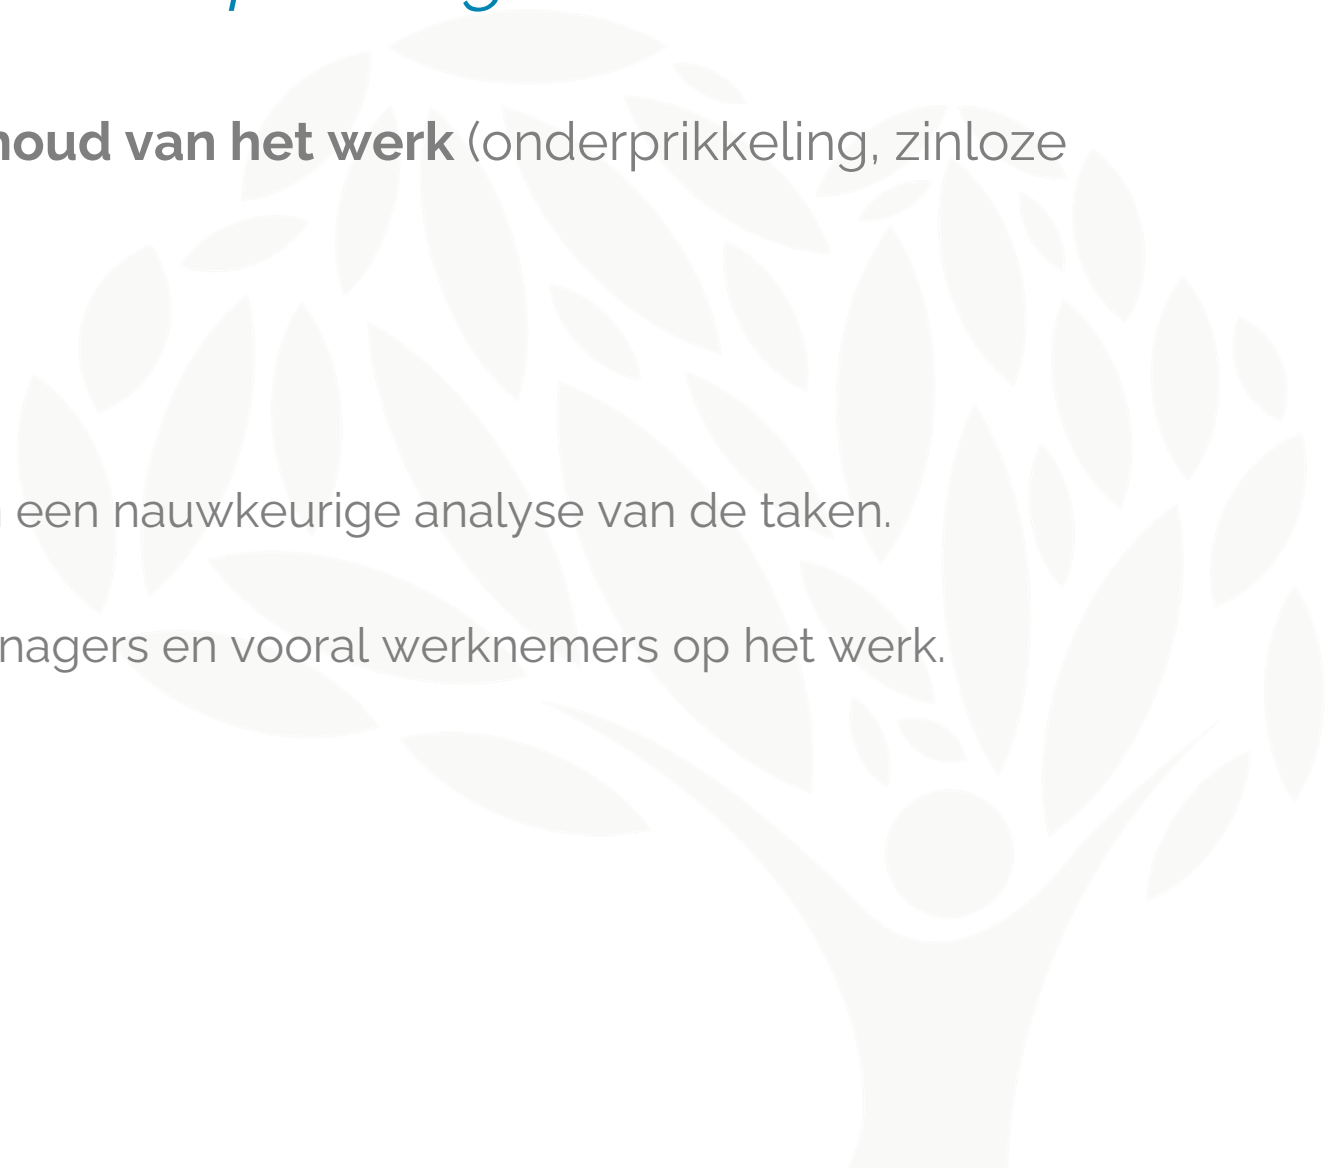 houd van het werk (onderprikkeling, zinloze
een nauwkeurige analyse van de taken.
nagers en vooral werknemers op het werk.